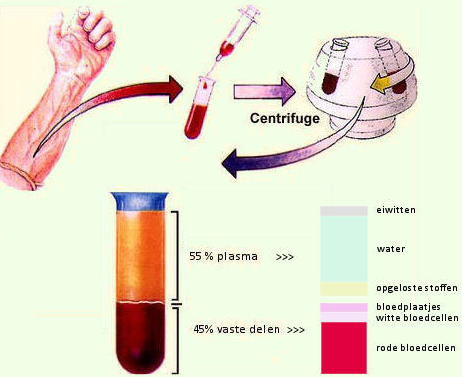 Centrifuge
eiwitten
water
55 % plasma >>>
opgeloste stoffen
bloedplaatjes
witte bloedcellen
45% vaste delen >>>
rode bloedcellen